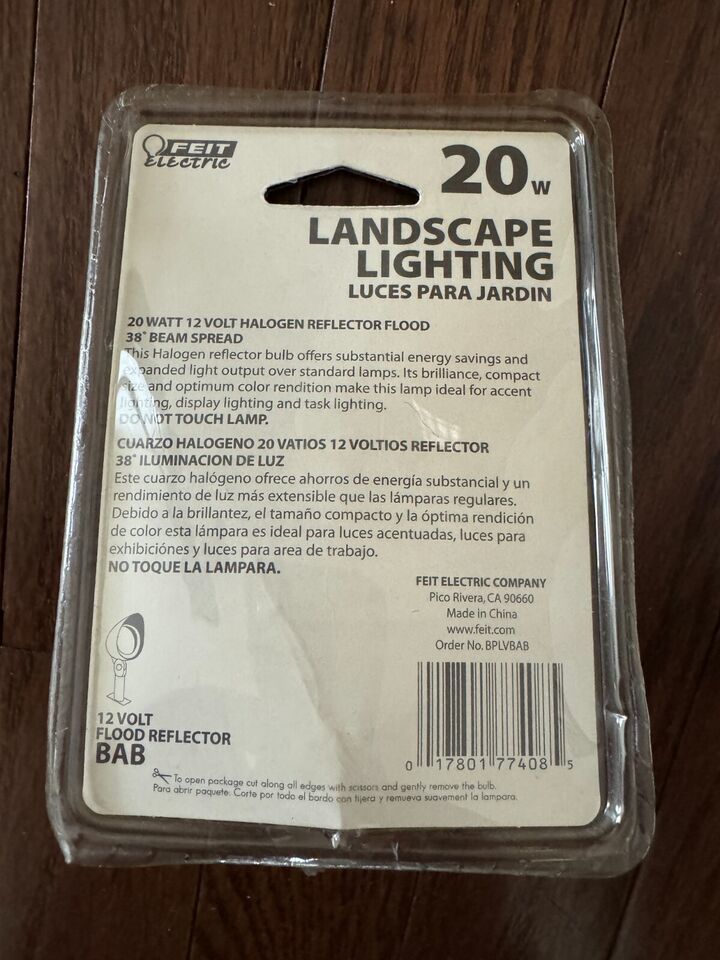 FEIT
ELECTRIC
20W
LANDSCAPE
LIGHTING
LUCES PARA JARDIN
20 WATT 12 VOLT HALOGEN REFLECTOR FLOOD
38° BEAM SPREAD
This Halogen reflector bulb offers substantial energy savings and
expanded light output over standard lamps. Its brilliance, compact
size and optimum color rendition make this lamp ideal for accent
lighting, display lighting and task lighting.
DO NOT TOUCH LAMP.
CUARZO HALOGENO 20 VATIOS 12 VOLTIOS REFLECTOR
38° ILUMINACION DE LUZ
Este cuarzo halógeno ofrece ahorros de energía substancial y un
rendimiento de luz más extensible que las lámparas regulares.
Debido a la brillantez, el tamaño compacto y la óptima rendición
de color esta lámpara es ideal para luces acentuadas, luces para
exhibiciónes y luces para area de trabajo.
NO TOQUE LA LAMPARA.
FEIT ELECTRIC COMPANY
Pico Rivera, CA 90660
Made in China
www.feit.com
Order No. BPLVBAB
0 17801 77408 5
12 VOLT
FLOOD REFLECTOR
BAB
To open package cut along all edges with scissors and gently remove the bulb.
Para abrir paquete: Corte por todo el bordo con tijera y remueva suavement la lampara.